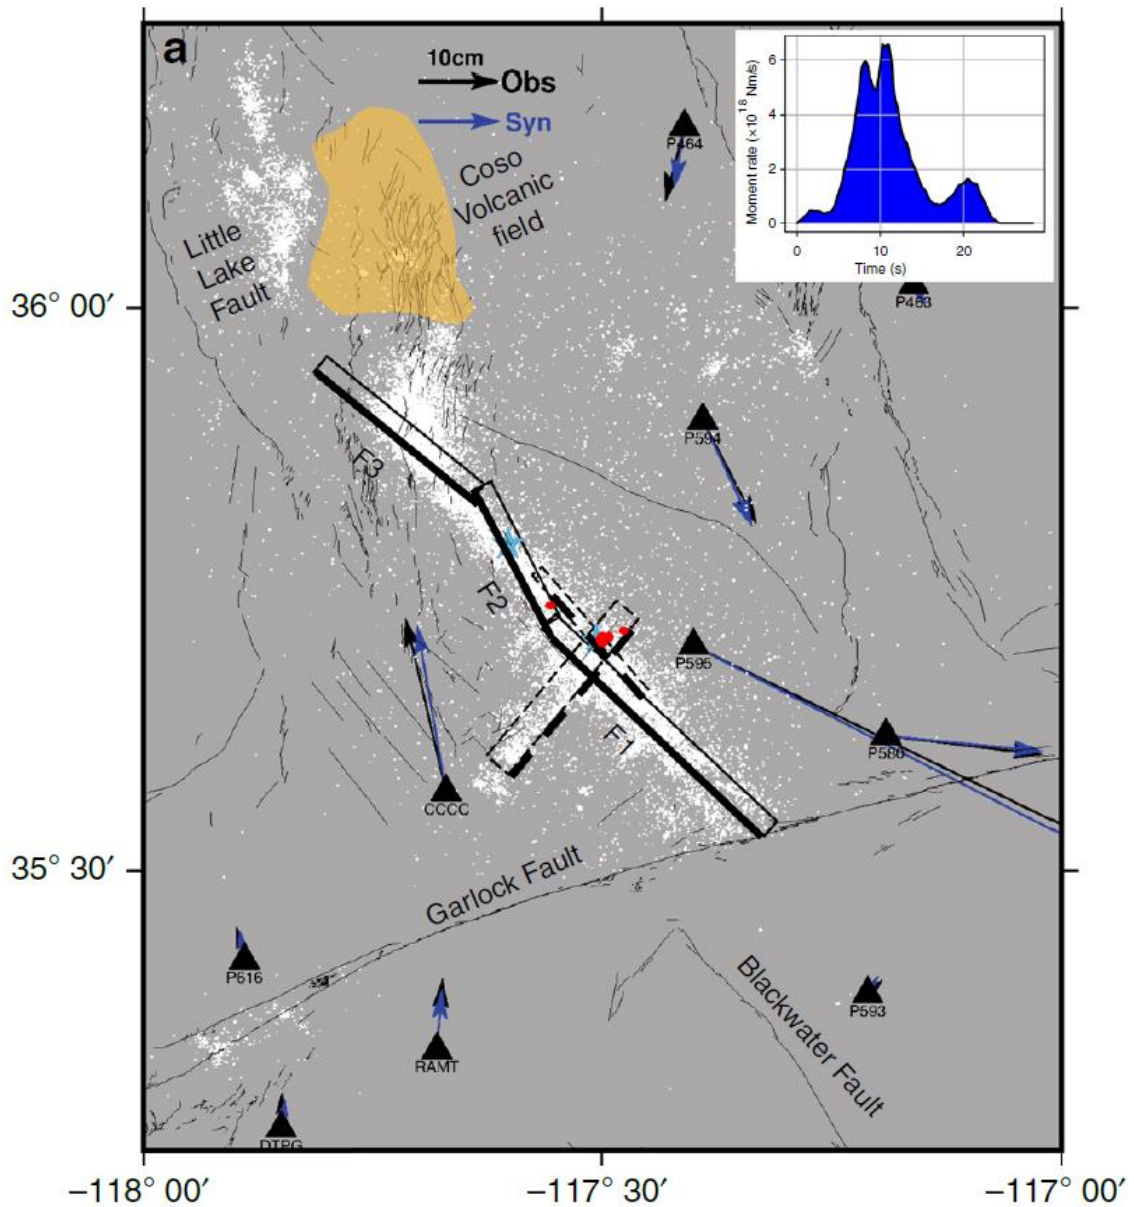 a
10cm
Obs
Syn
Coso
Volcanic
field
Little
Lake
Fault
P464
Moment rate (×10¹⁸ Nm/s)
6
4
2
0
0 10 20
Time (s)
P463
36° 00′
P594
F3
F2
P595
F1
P580
CCCC
35° 30′
Garlock Fault
P616
Blackwater Fault
P593
RAMT
DTPG
−118° 00′ −117° 30′ −117° 00′